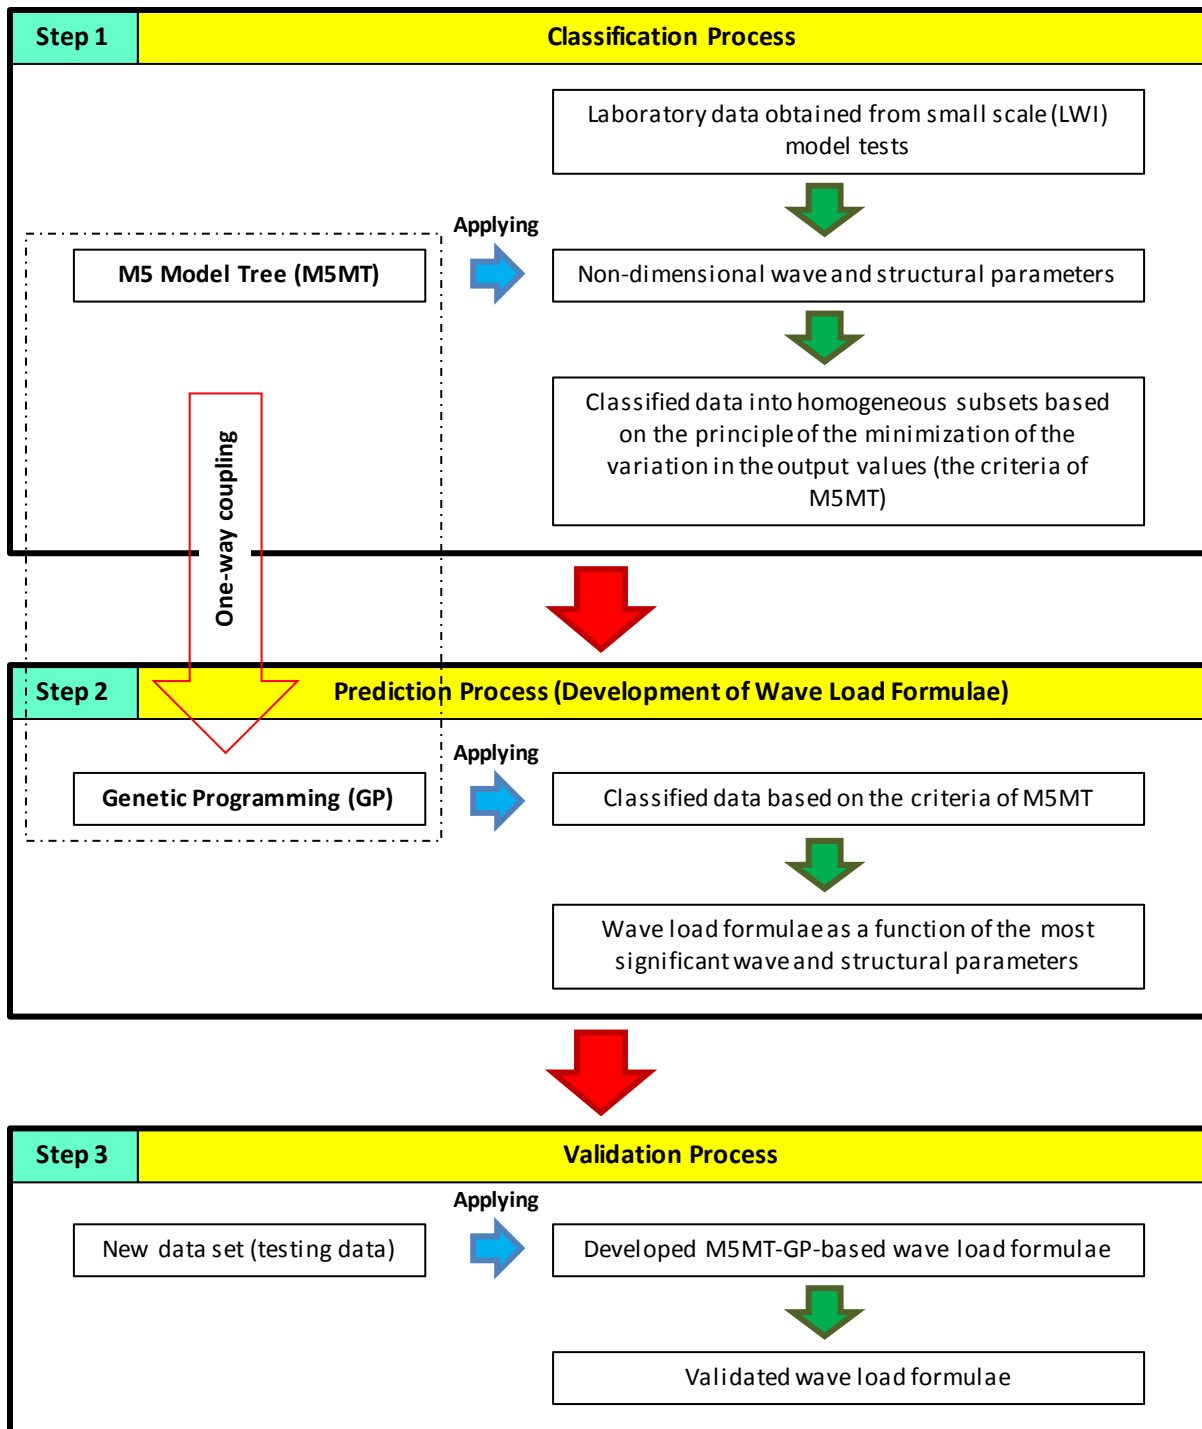 Step 1
Classification Process
Laboratory data obtained from small scale (LWI)
model tests
Applying
M5 Model Tree (M5MT)
Non-dimensional wave and structural parameters
Classified data into homogeneous subsets based
on the principle of the minimization of the
variation in the output values (the criteria of
M5MT)
One-way coupling
Step 2
Prediction Process (Development of Wave Load Formulae)
Applying
Genetic Programming (GP)
Classified data based on the criteria of M5MT
Wave load formulae as a function of the most
significant wave and structural parameters
Step 3
Validation Process
Applying
New data set (testing data)
Developed M5MT-GP-based wave load formulae
Validated wave load formulae